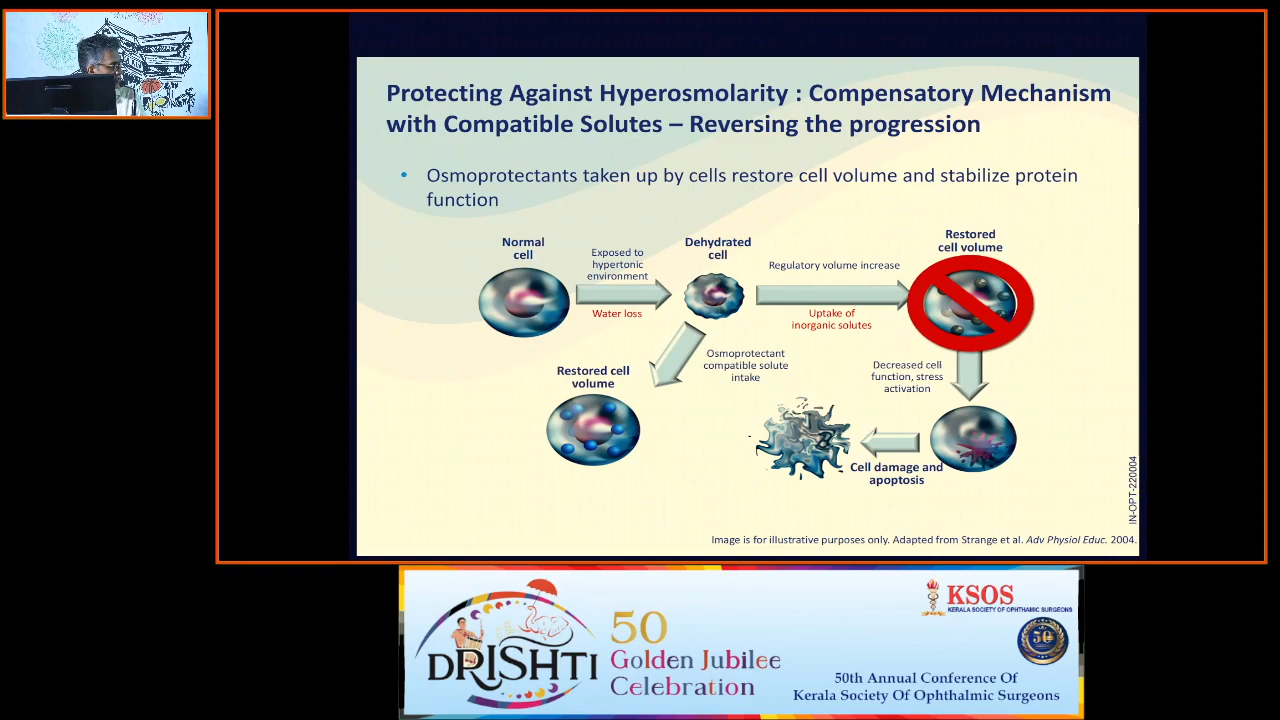 Protecting Against Hyperosmolarity : Compensatory Mechanism
with Compatible Solutes – Reversing the progression
• Osmoprotectants taken up by cells restore cell volume and stabilize protein
function
Normal
cell
Exposed to
hypertonic
environment
Water loss
Dehydrated
cell
Regulatory volume increase
Uptake of
inorganic solutes
Restored
cell volume
Osmoprotectant
compatible solute
intake
Restored cell
volume
Decreased cell
function, stress
activation
Cell damage and
apoptosis
IN-OPT-220004
Image is for illustrative purposes only. Adapted from Strange et al. Adv Physiol Educ. 2004.
DRISHTI
50
Golden Jubilee
Celebration
KSOS
KERALA SOCIETY OF OPHTHAMIC SURGEONS
50
50th Annual Conference Of
Kerala Society Of Ophthalmic Surgeons